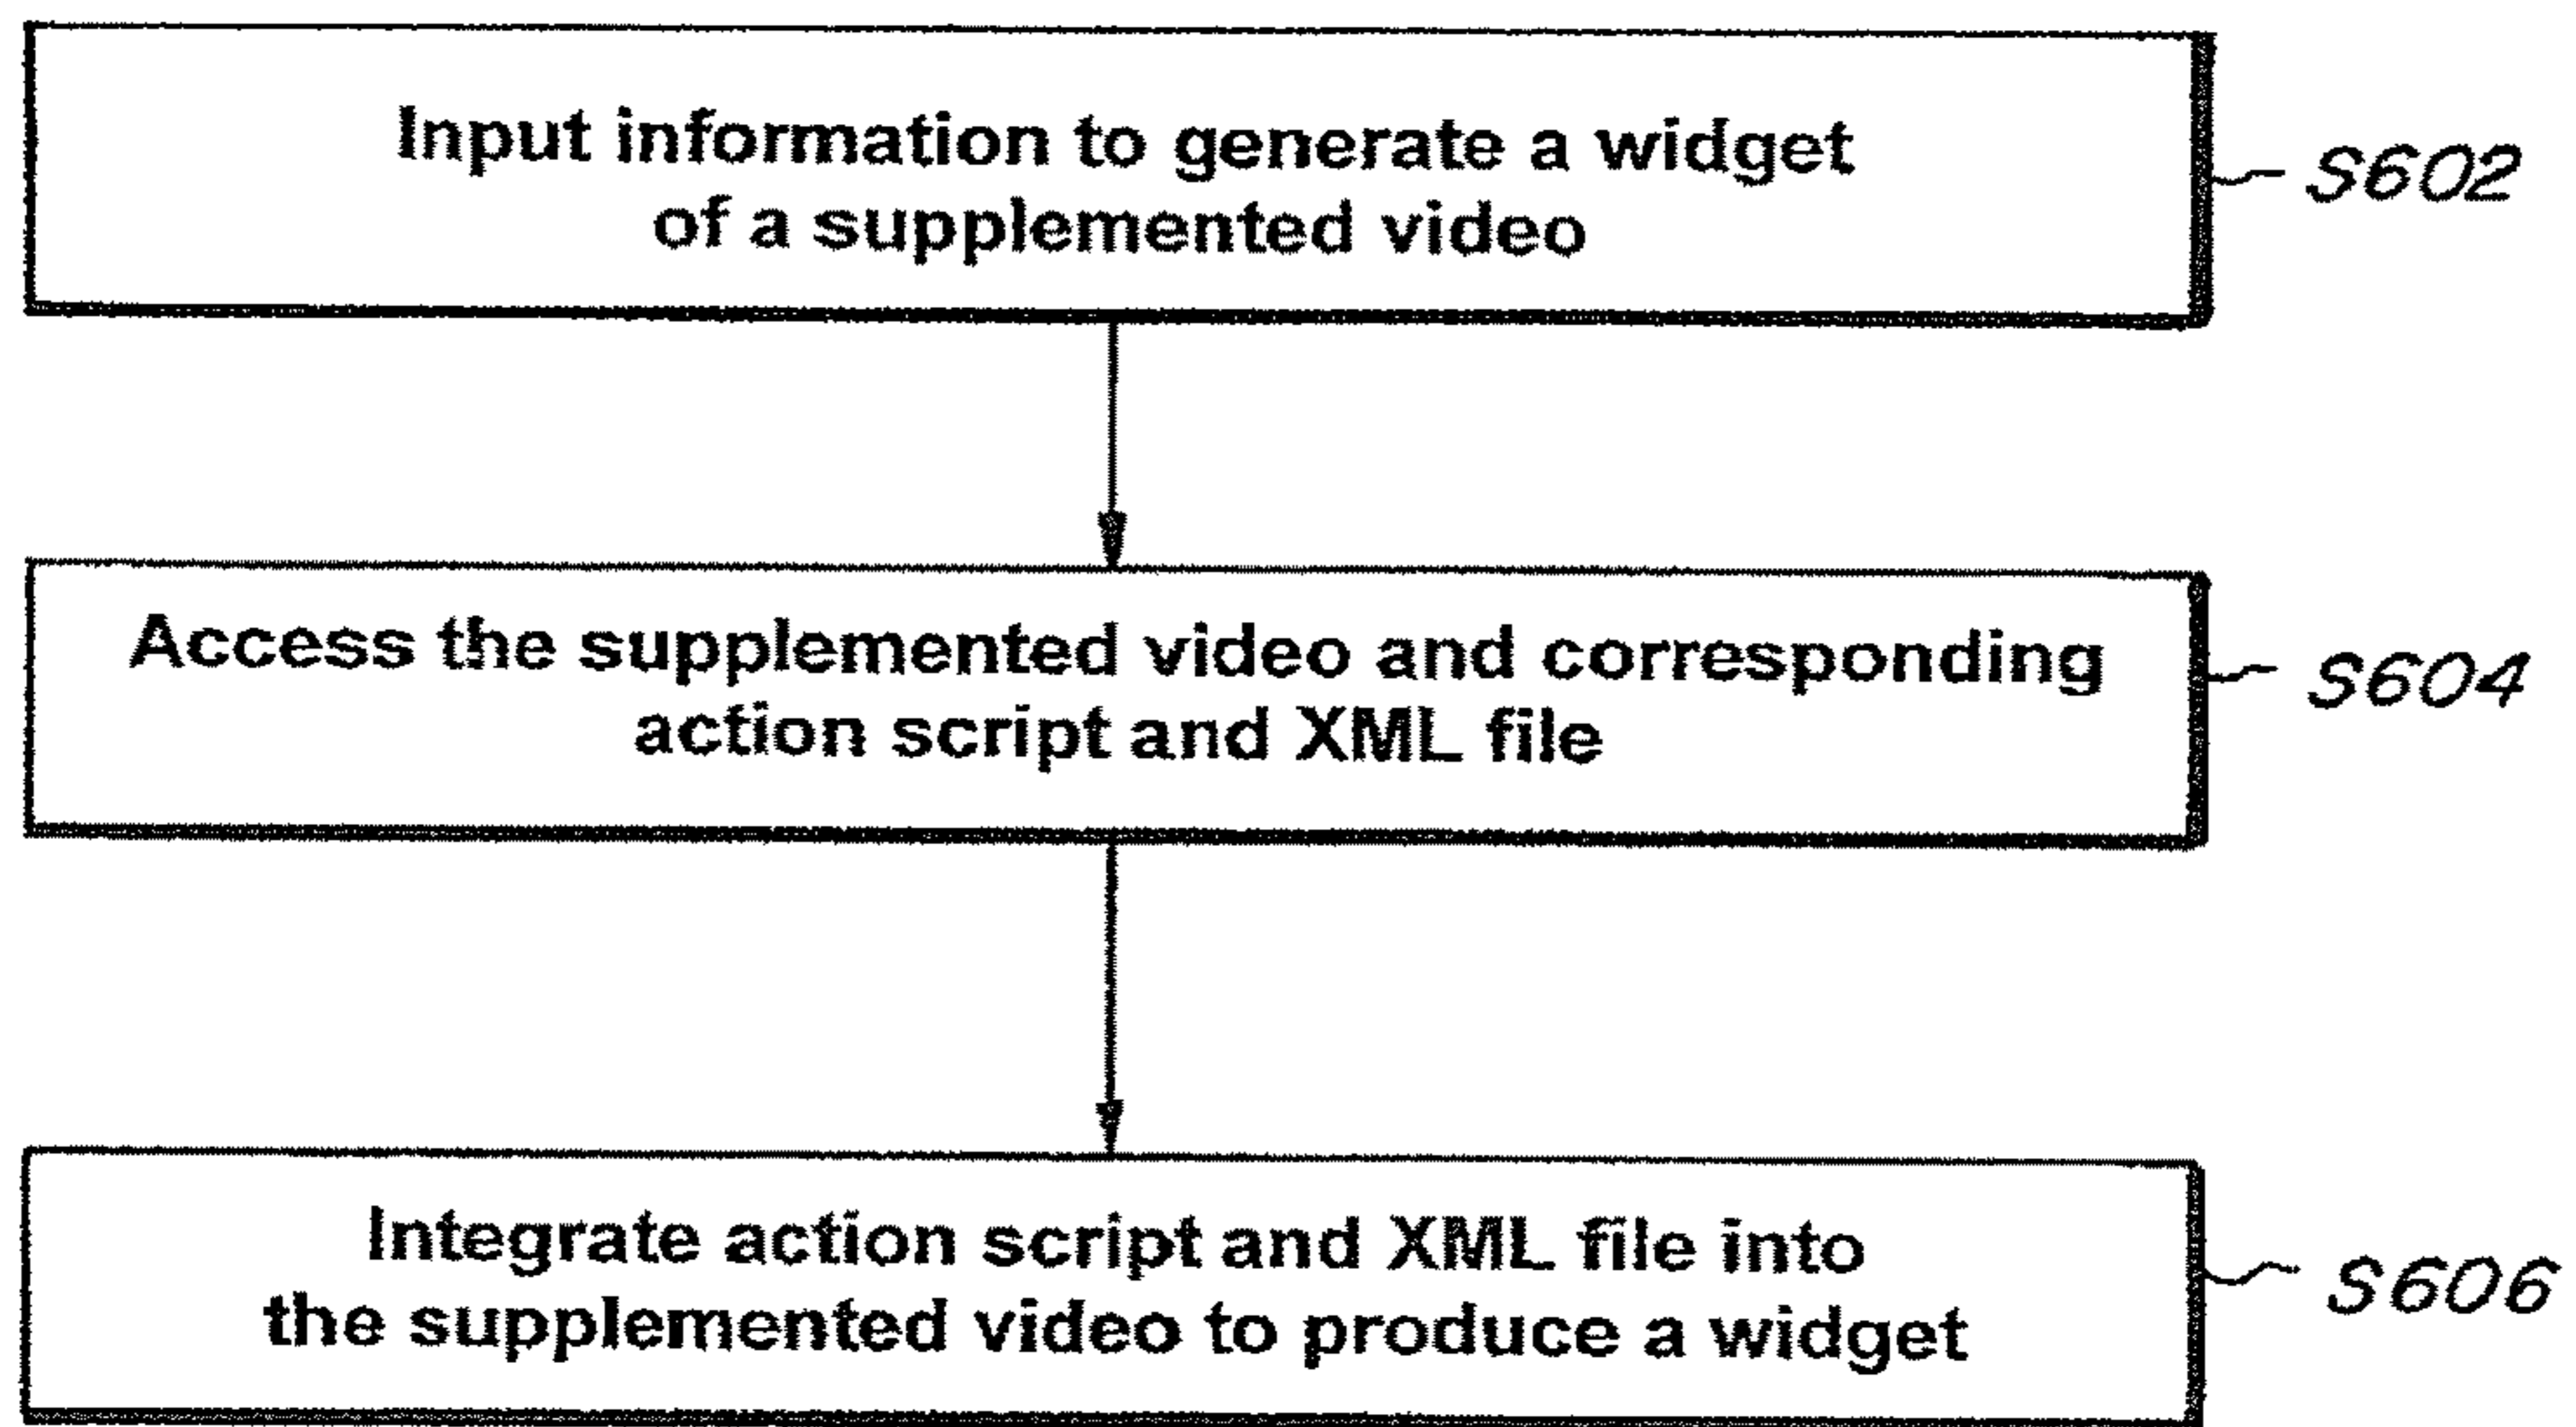 Input information to generate a widget
of a supplemented video
S602
Access the supplemented video and corresponding
action script and XML file
S604
Integrate action script and XML file into
the supplemented video to produce a widget
S606